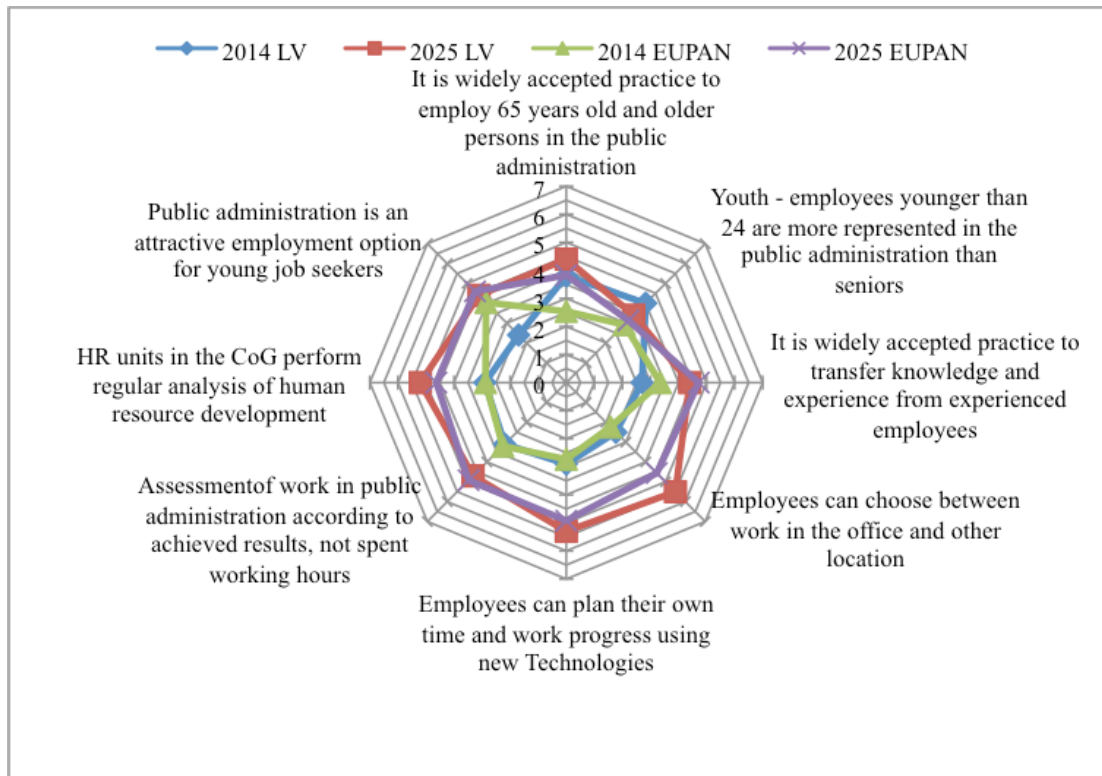 2014 LV 2025 LV 2014 EUPAN 2025 EUPAN
It is widely accepted practice to
employ 65 years old and older
persons in the public
administration
Youth - employees younger than
24 are more represented in the
public administration than
seniors
It is widely accepted practice to
transfer knowledge and
experience from experienced
employees
Employees can choose between
work in the office and other
location
Employees can plan their own
time and work progress using
new Technologies
Assessmentof work in public
administration according to
achieved results, not spent
working hours
HR units in the CoG perform
regular analysis of human
resource development
Public administration is an
attractive employment option
for young job seekers
7
6
5
4
3
2
1
0